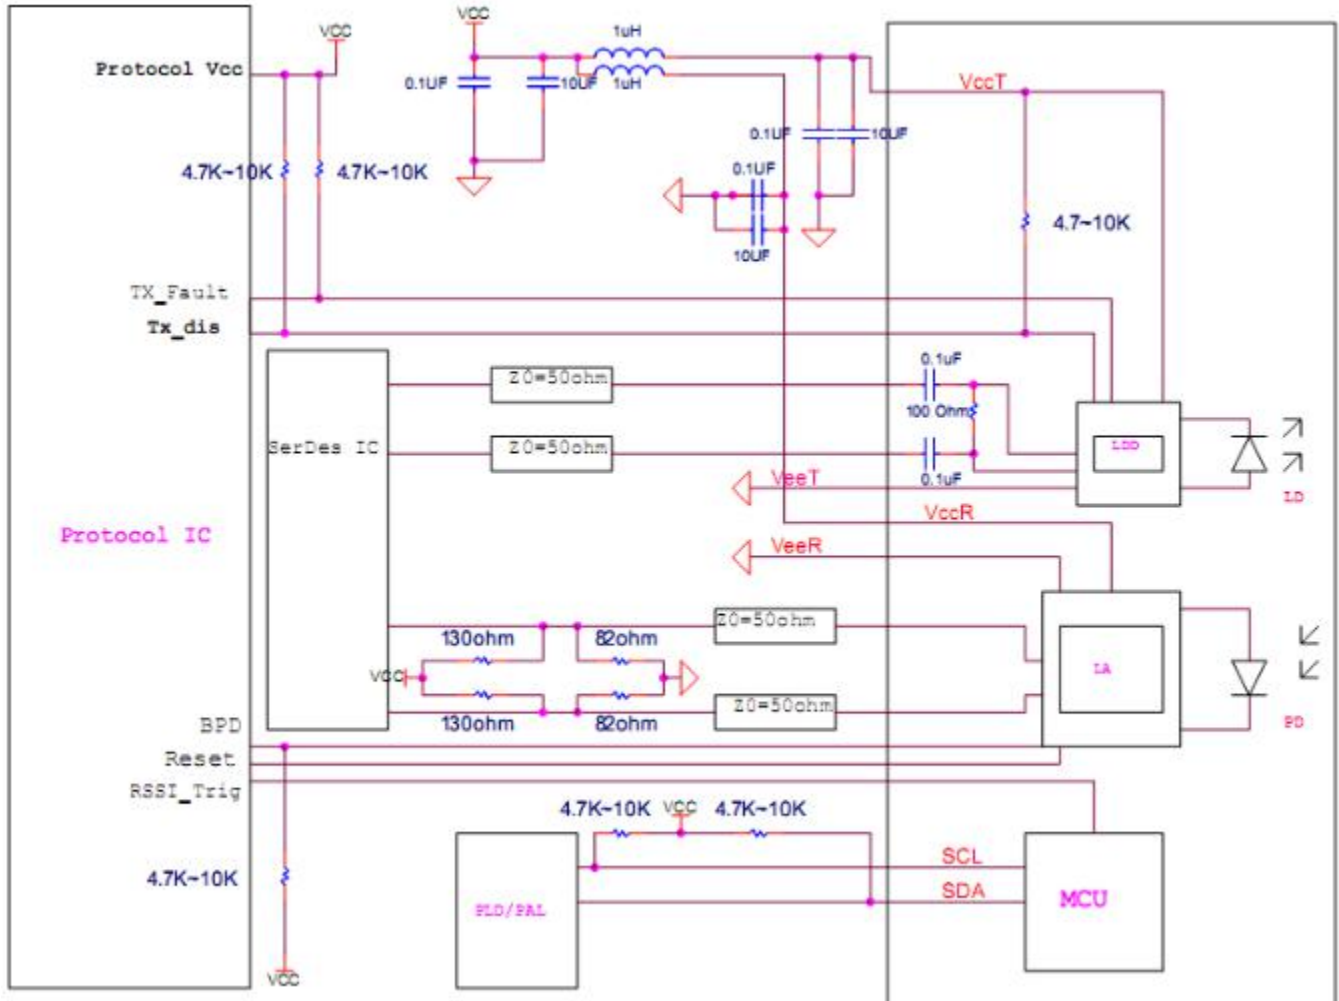 VCC
VCC
1uH
Protocol Vcc
0.1UF
10UF
1uH
VccT
0.1UF
10UF
4.7K~10K
4.7K~10K
0.1UF
4.7~10K
10UF
TX_Fault
Tx_dis
0.1uF
Z0=50ohm
100 Ohm
SerDes IC
Z0=50ohm
LDD
0.1uF
VeeT
LD
VccR
Protocol IC
VeeR
Z0=50ohm
130ohm
82ohm
VCC
LA
Z0=50ohm
130ohm
82ohm
PD
BPD
Reset
RSSI_Trig
4.7K~10K
VCC
4.7K~10K
SCL
4.7K~10K
SDA
MCU
PLD/PAL
VCC